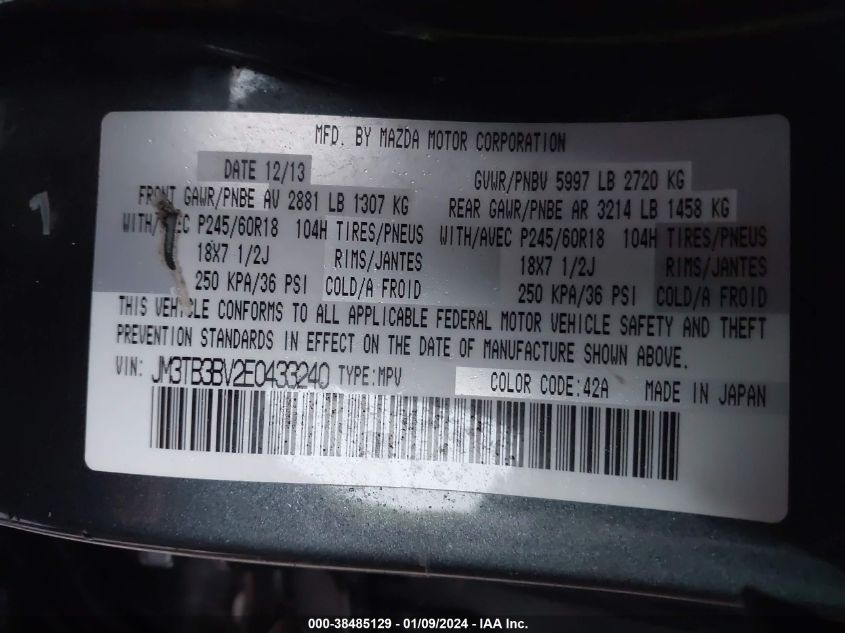 MFD. BY MAZDA MOTOR CORPORATION
DATE 12/13 GVWR/PNBV 5997 LB 2720 KG
FRONT GAWR/PNBE AV 2881 LB 1307 KG REAR GAWR/PNBE AR 3214 LB 1458 KG
WITH/AVEC P245/60R18 104H TIRES/PNEUS WITH/AVEC P245/60R18 104H TIRES/PNEUS
18X7 1/2J RIMS/JANTES 18X7 1/2J RIMS/JANTES
250 KPA/36 PSI COLD/A FROID 250 KPA/36 PSI COLD/A FROID
THIS VEHICLE CONFORMS TO ALL APPLICABLE FEDERAL MOTOR VEHICLE SAFETY AND THEFT
PREVENTION STANDARDS IN EFFECT ON THE DATE OF MANUFACTURE SHOWN ABOVE.
VIN: JM3TB3BV2E0433240 TYPE:MPV COLOR CODE:42A MADE IN JAPAN
000-38485129 - 01/09/2024 - IAA Inc.